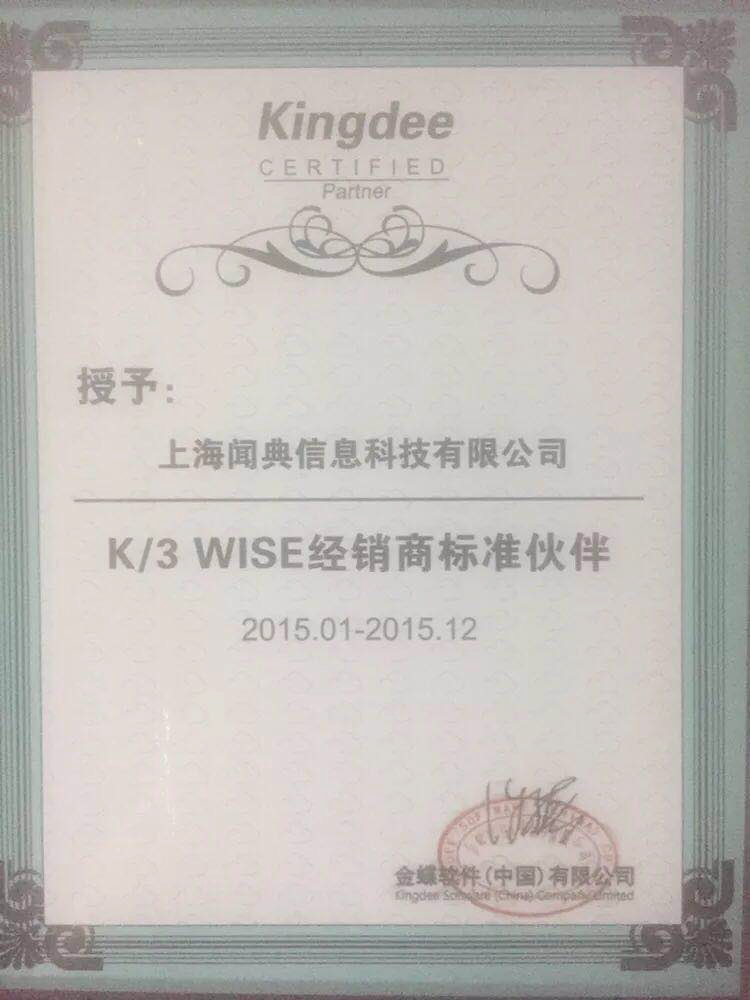 Kingdee
CERTIFIED
Partner
授予：
上海闻典信息科技有限公司
K/3 WISE经销商标准伙伴
2015.01-2015.12
金蝶软件(中国)有限公司
Kingdee Software (China) Company Limited